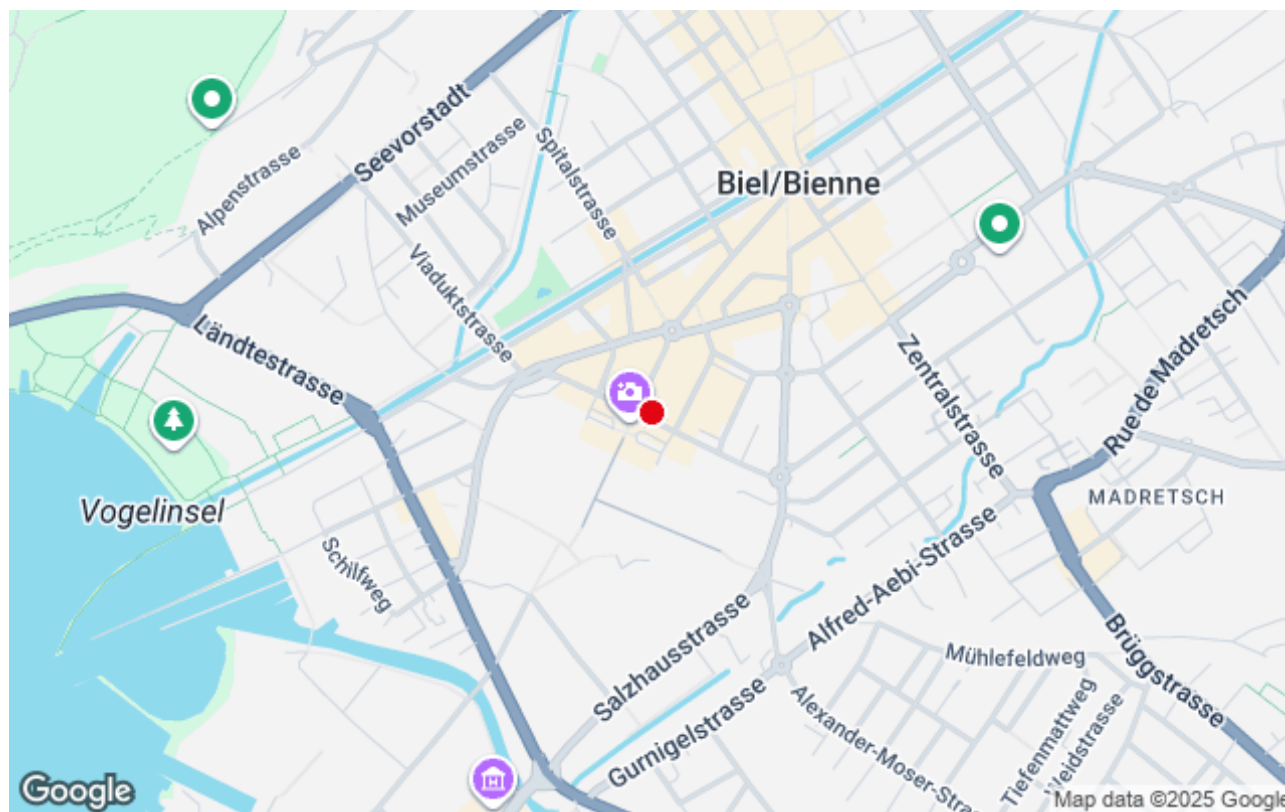 Seevorstadt
Museumstrasse
Spitalstrasse
Alpenstrasse
Biel/Bienne
Viaduktstrasse
Ländtestrasse
Zentralstrasse
Rue de Madretsch
Vogelinsel
MADRETSCH
Schilfweg
Alfred-Aebi-Strasse
Salzhausstrasse
Mühlefeldweg
Brüggstrasse
Gurnigelstrasse
Alexander-Moser-Stra
Tiefenmattweg
Weidstrasse
Google
Map data ©2025 Google